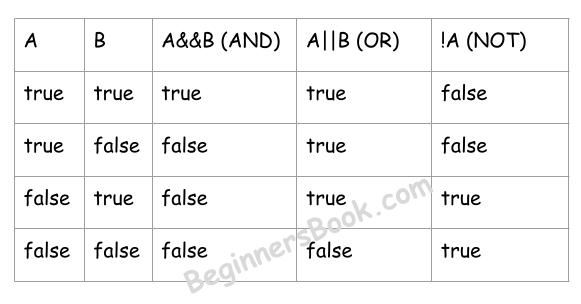 A B A&&B (AND) A||B (OR) !A (NOT)
true true true true false
true false false true false
false true false true true
false false false false true
BeginnersBook.com